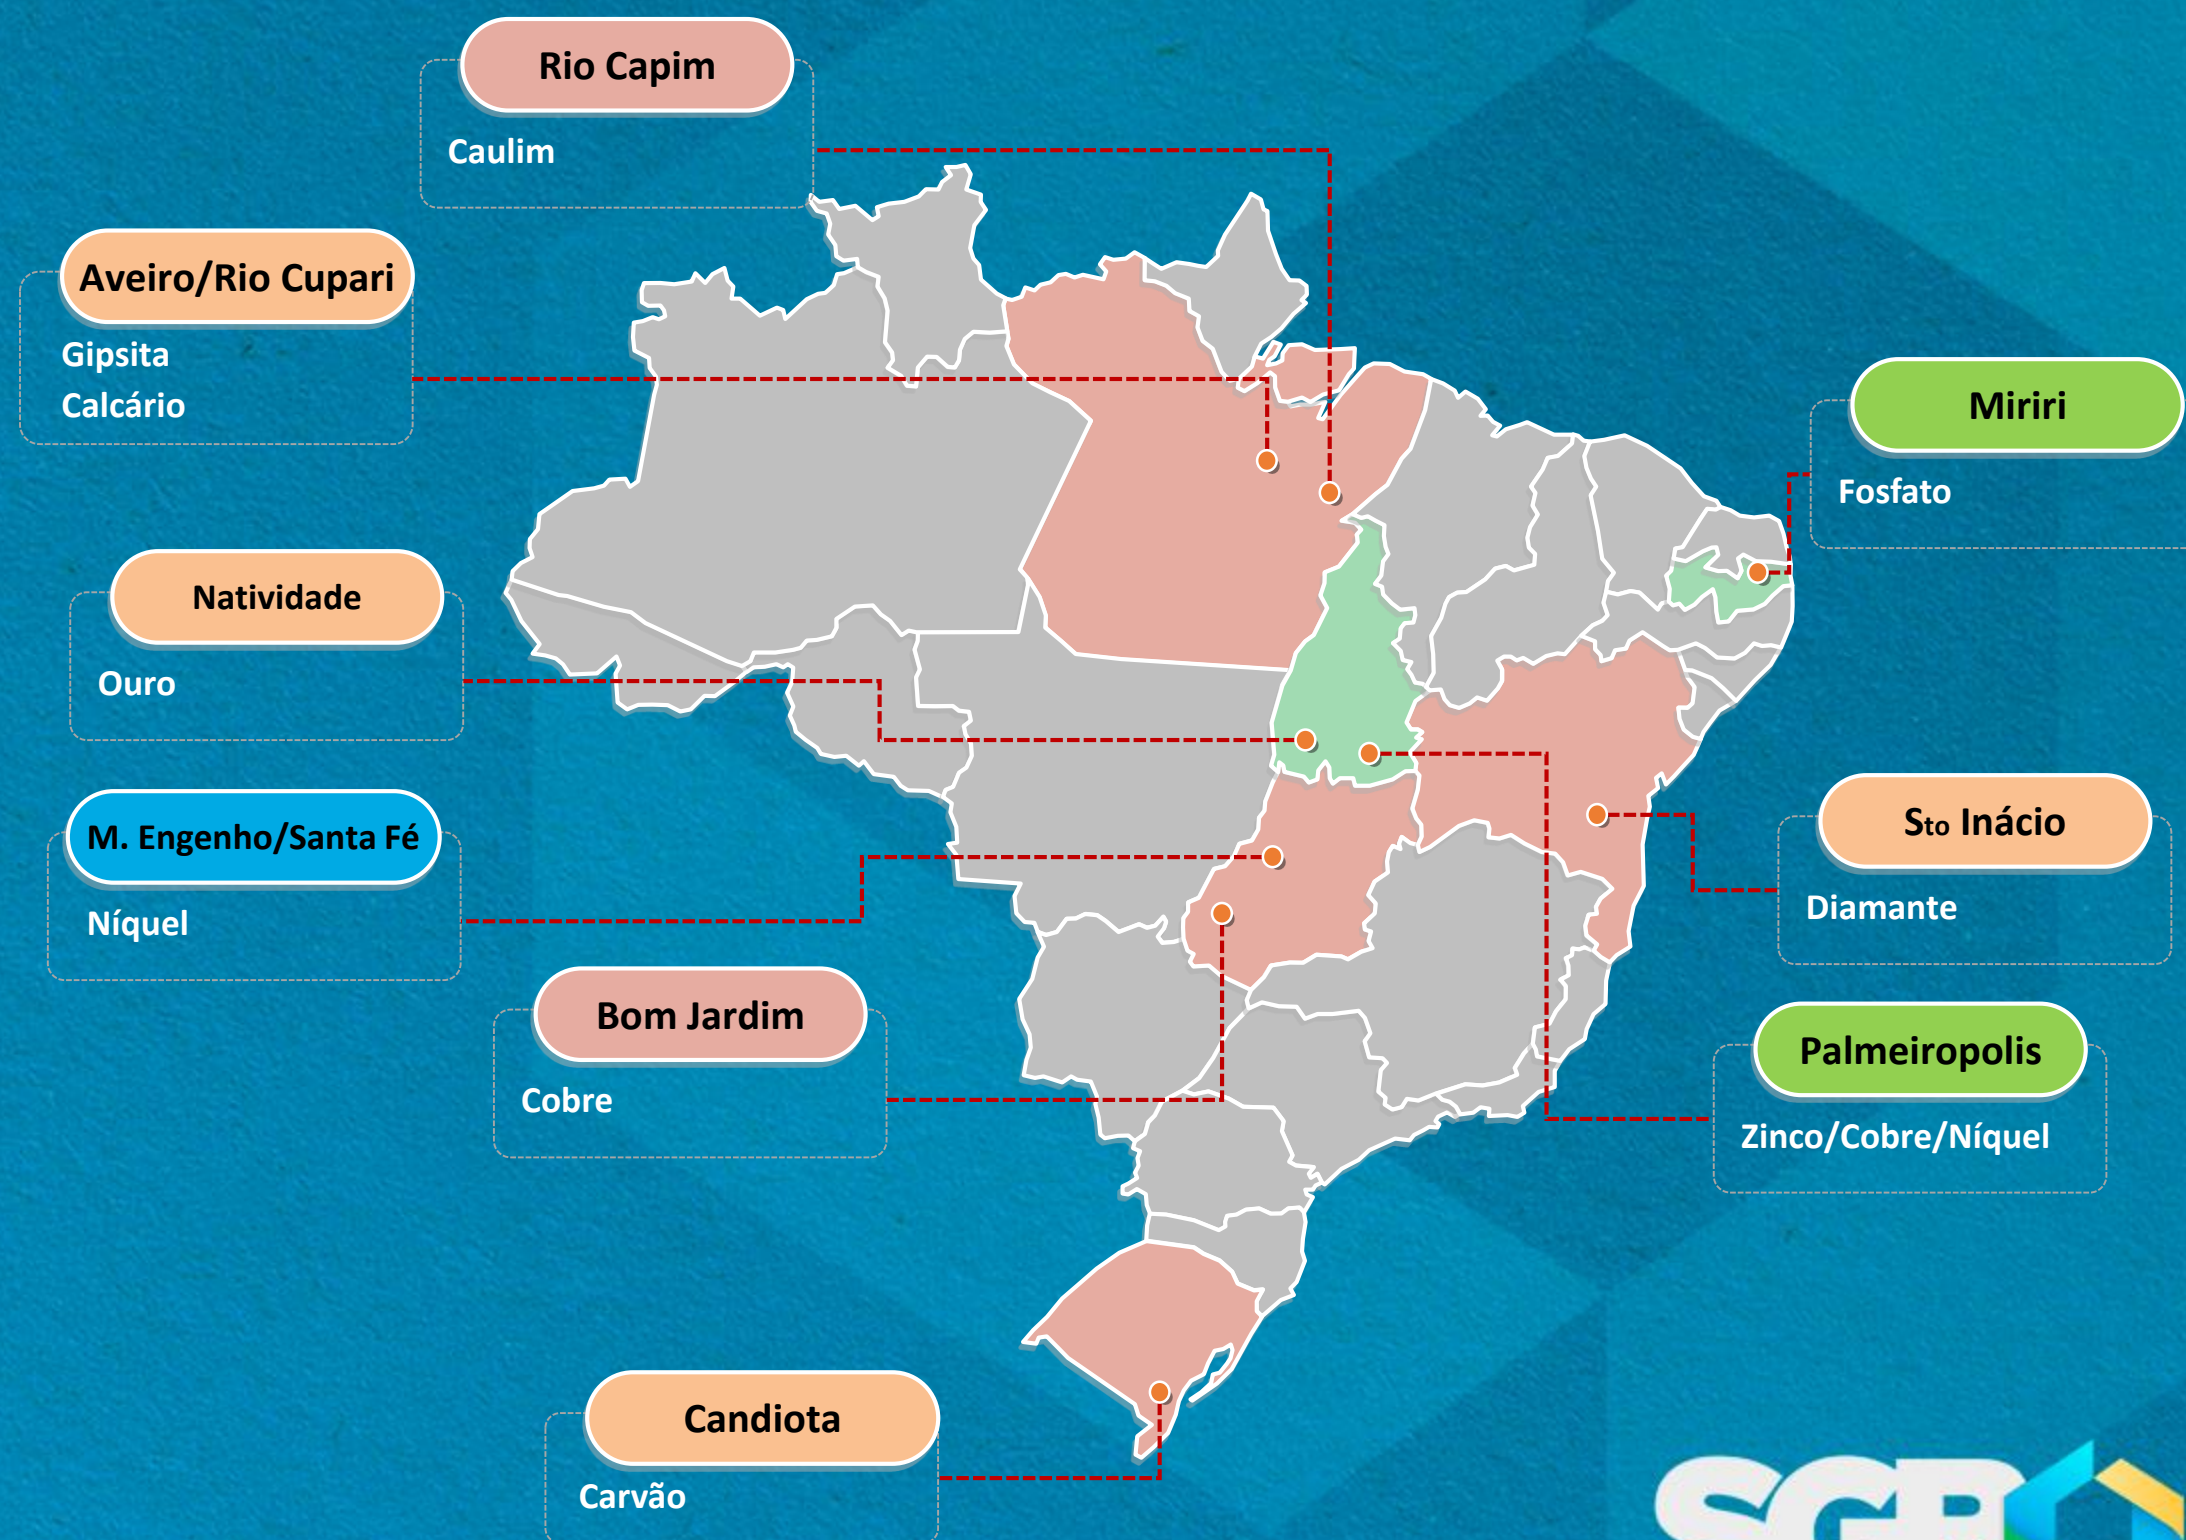 Rio Capim
Caulim
Aveiro/Rio Cupari
Gipsita
Calcário
Miriri
Fosfato
Natividade
Ouro
M. Engenho/Santa Fé
Níquel
Sto Inácio
Diamante
Bom Jardim
Cobre
Palmeiropolis
Zinco/Cobre/Níquel
Candiota
Carvão
SGB